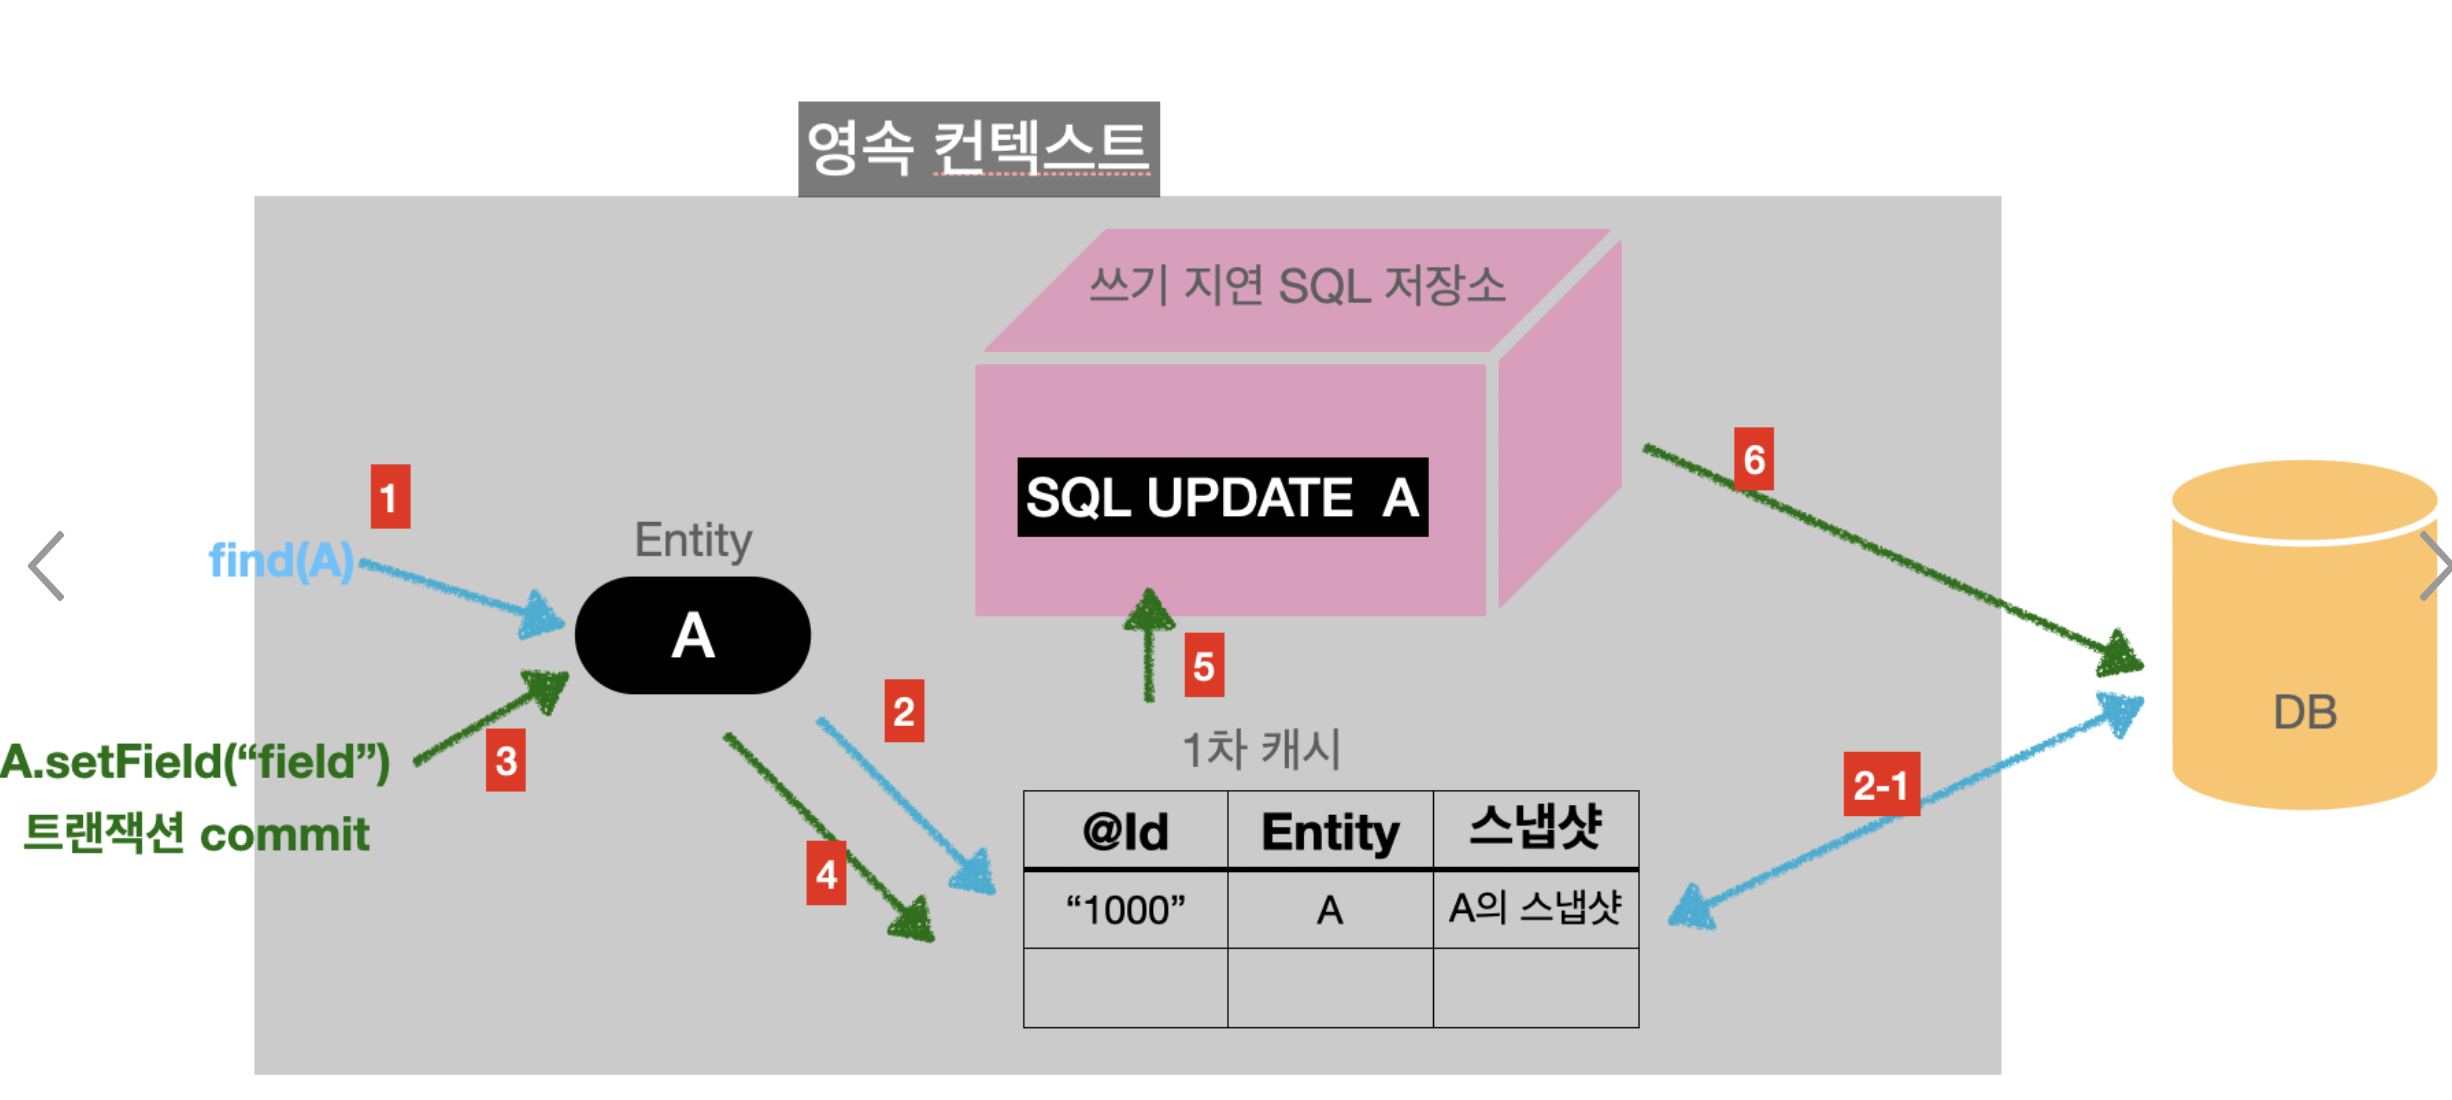 영속 컨텍스트
쓰기 지연 SQL 저장소
SQL UPDATE A
6
1
find(A)
Entity
A
5
2
3
A.setField(“field”)
트랜잭션 commit
4
1차 캐시
@Id Entity 스냅샷
“1000” A A의 스냅샷
2-1
DB